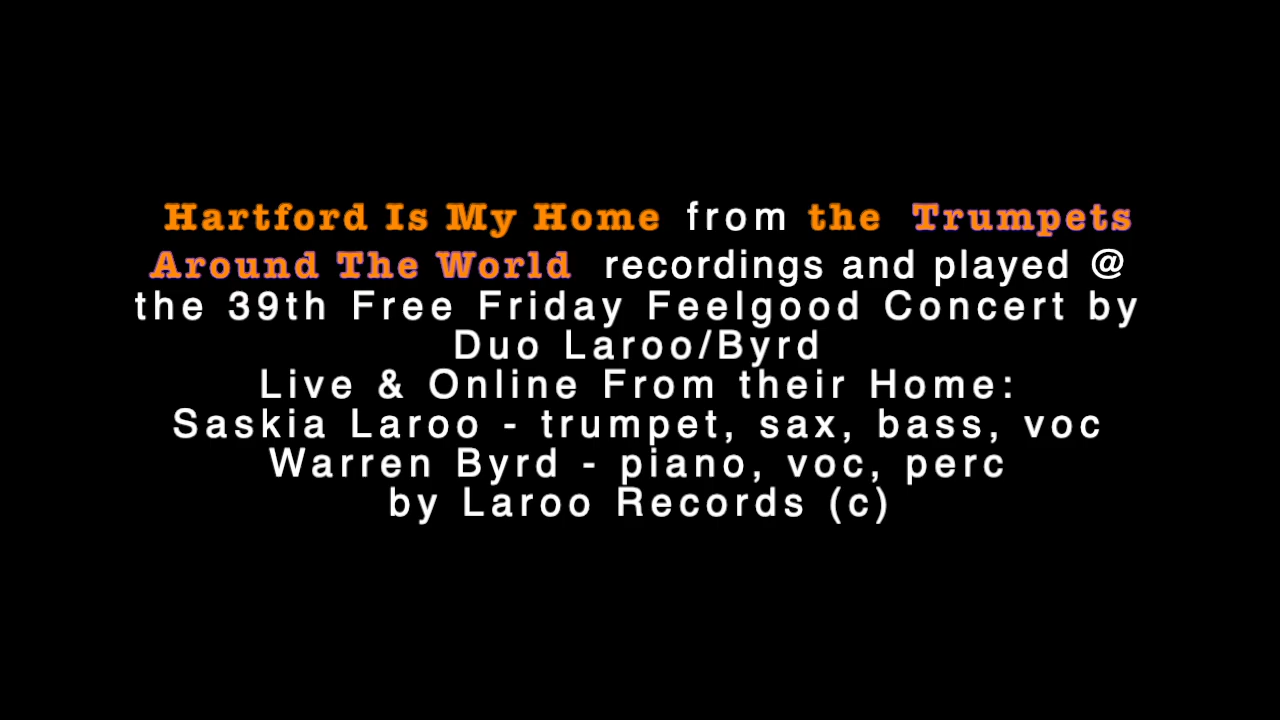 Hartford Is My Home from the Trumpets
Around The World recordings and played @
the 39th Free Friday Feelgood Concert by
Duo Laroo/Byrd
Live & Online From their Home:
Saskia Laroo - trumpet, sax, bass, voc
Warren Byrd - piano, voc, perc
by Laroo Records (c)